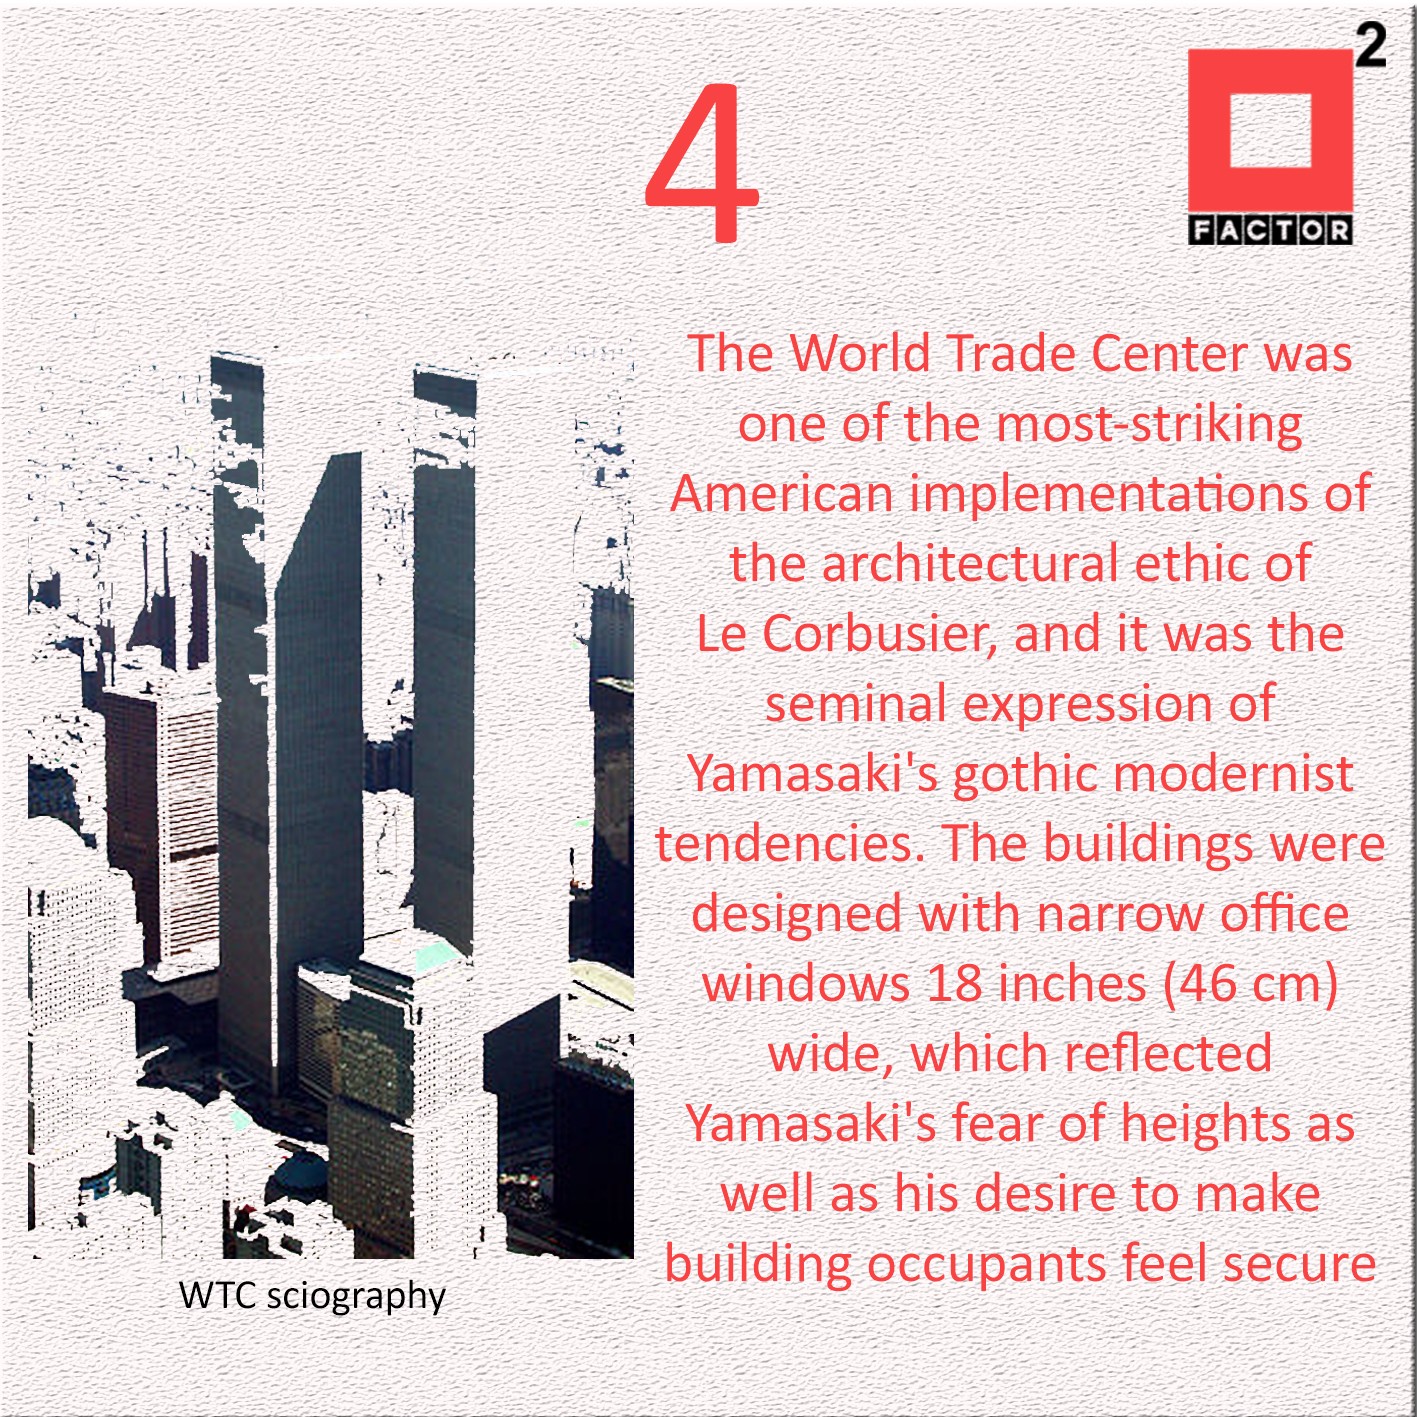 2
4
FACTOR
The World Trade Center was
one of the most-striking
American implementations of
the architectural ethic of
Le Corbusier, and it was the
seminal expression of
Yamasaki's gothic modernist
tendencies. The buildings were
designed with narrow office
windows 18 inches (46 cm)
wide, which reflected
Yamasaki's fear of heights as
well as his desire to make
building occupants feel secure
WTC sciography